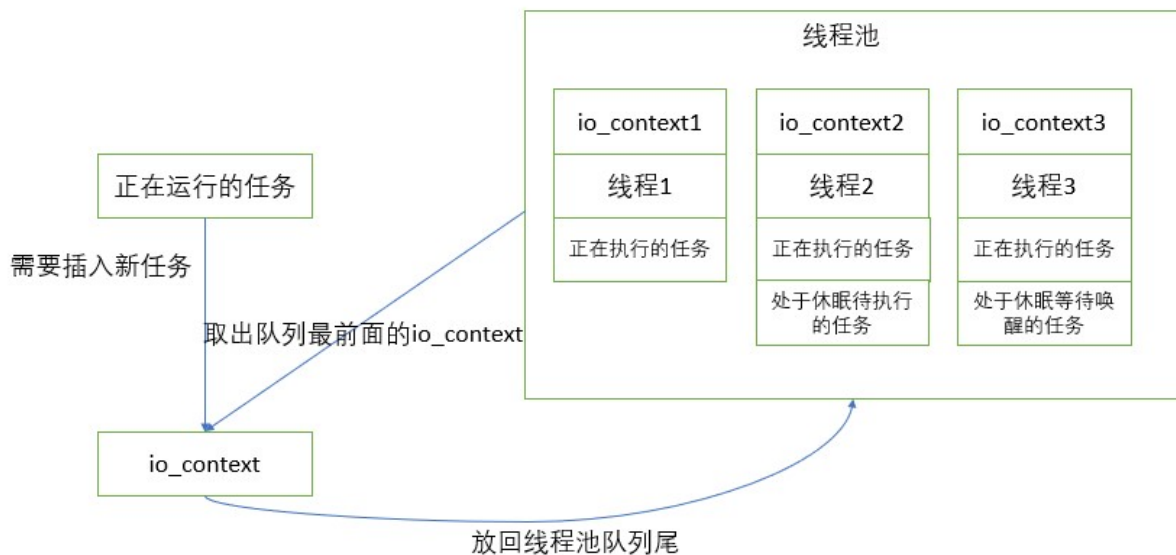 线程池
io_context1
io_context2
io_context3
线程1
线程2
线程3
正在执行的任务
正在执行的任务
正在执行的任务
处于休眠待执行
的任务
处于休眠等待唤
醒的任务
正在运行的任务
需要插入新任务
取出队列最前面的io_context
io_context
放回线程池队列尾